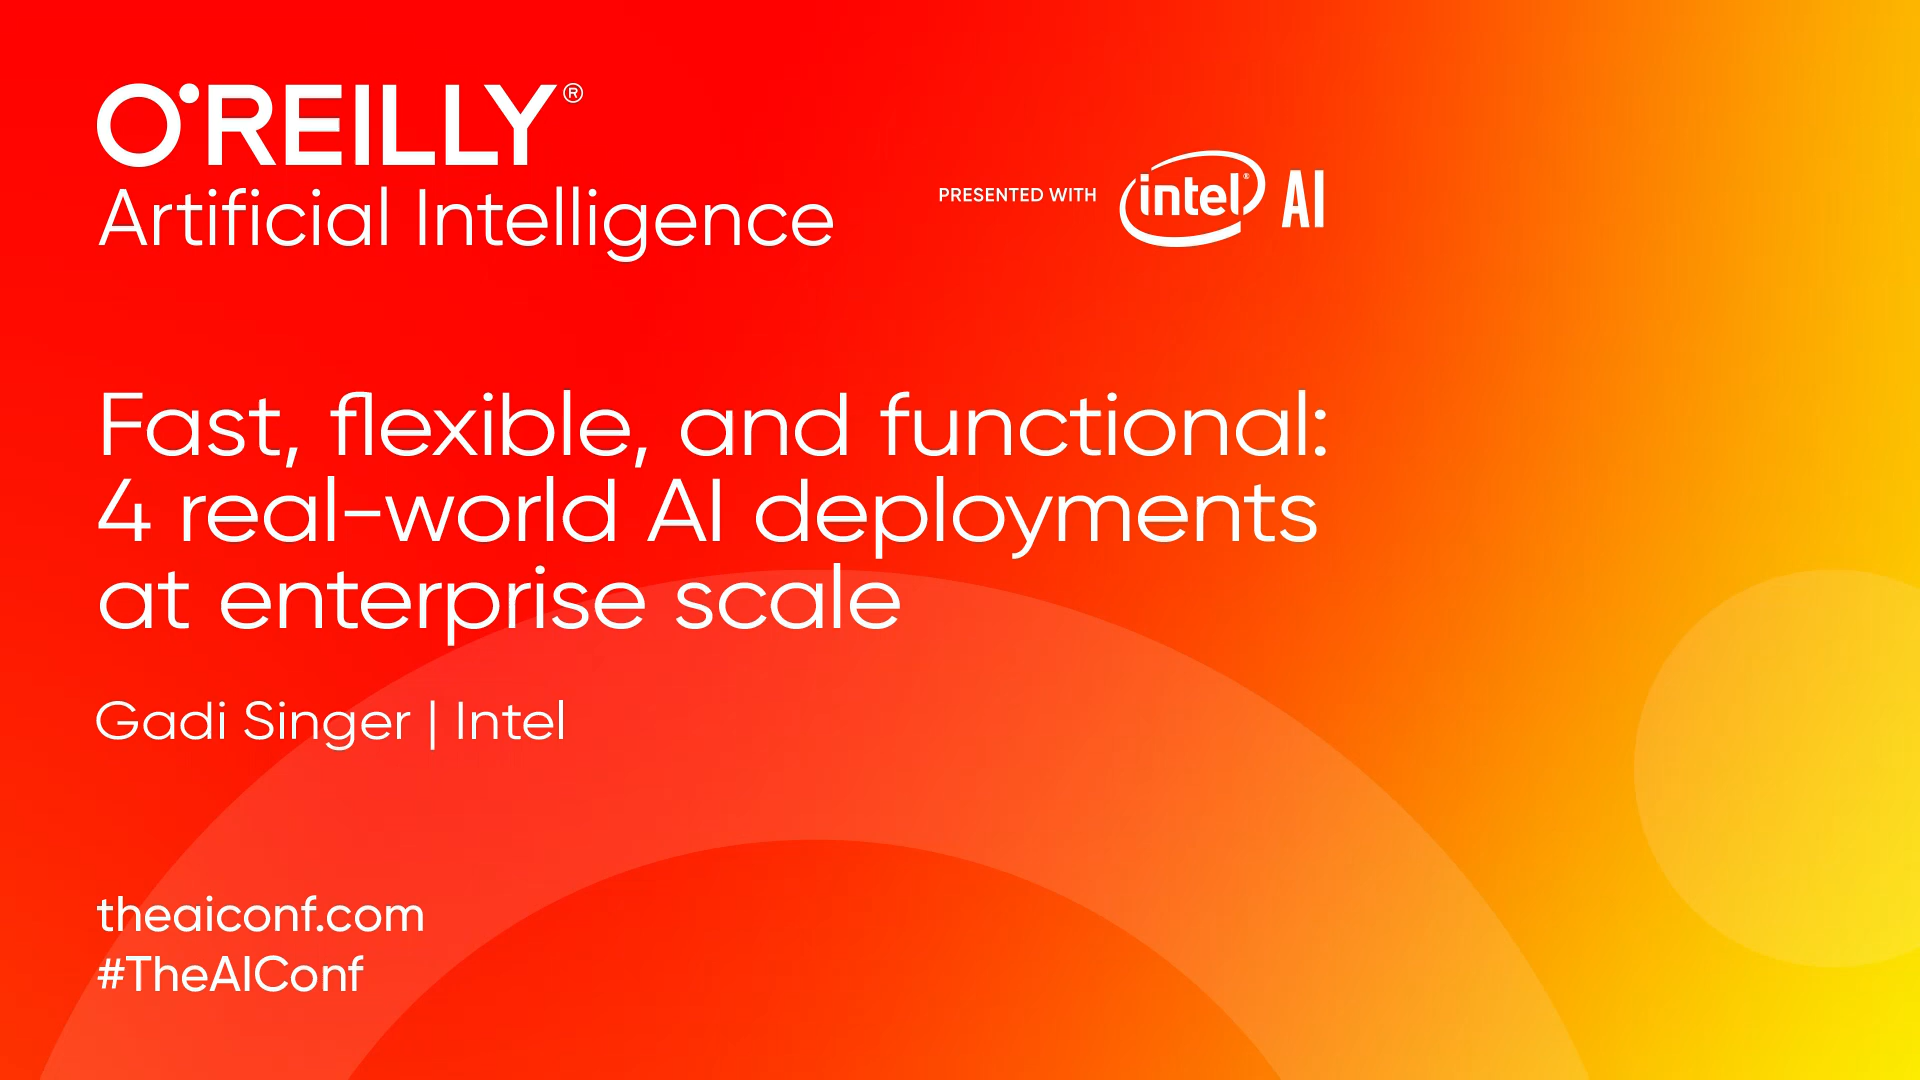 O'REILLY®
Artificial Intelligence
PRESENTED WITH intel® AI
Fast, flexible, and functional:
4 real-world AI deployments
at enterprise scale
Gadi Singer | Intel
theaiconf.com
#TheAIConf